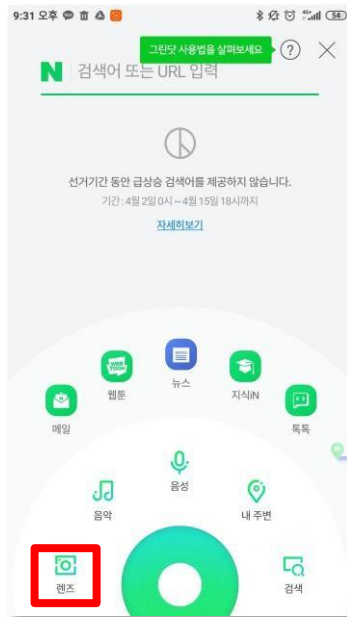 9:31 오후
54
그린닷 사용법을 살펴보세요
?
N 검색어 또는 URL 입력
선거기간 동안 급상승 검색어를 제공하지 않습니다.
기간 : 4월 2일 0시 ~ 4월 15일 18시까지
자세히보기
WEB TOON
뉴스
웹툰
지식iN
메일
톡톡
음성
음악
내 주변
렌즈
검색